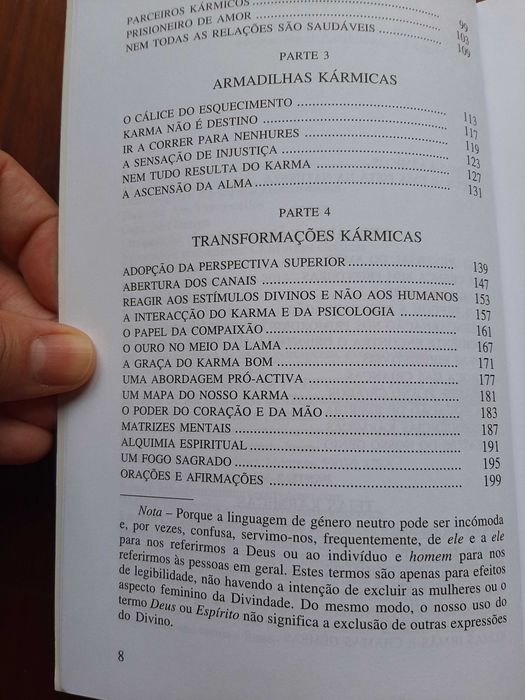 PARCEIROS KÁRMICOS
PRISIONEIRO DE AMOR ........................................ 99
NEM TODAS AS RELAÇÕES SÃO SAUDÁVEIS .................. 103
109
PARTE 3
ARMADILHAS KÁRMICAS
O CÁLICE DO ESQUECIMENTO ........................................ 113
KARMA NÃO É DESTINO ........................................ 117
IR A CORRER PARA NENHURES ........................................ 119
A SENSAÇÃO DE INJUSTIÇA ........................................ 123
NEM TUDO RESULTA DO KARMA ........................................ 127
A ASCENSÃO DA ALMA ........................................ 131
PARTE 4
TRANSFORMAÇÕES KÁRMICAS
ADOPÇÃO DA PERSPECTIVA SUPERIOR ........................ 139
ABERTURA DOS CANAIS ........................................ 147
REAGIR AOS ESTÍMULOS DIVINOS E NÃO AOS HUMANOS 153
A INTERACÇÃO DO KARMA E DA PSICOLOGIA ............... 157
O PAPEL DA COMPAIXÃO ........................................ 161
O OURO NO MEIO DA LAMA ........................................ 167
A GRAÇA DO KARMA BOM ........................................ 171
UMA ABORDAGEM PRÓ-ACTIVA ................................ 177
UM MAPA DO NOSSO KARMA ................................ 181
O PODER DO CORAÇÃO E DA MÃO ........................ 183
MATRIZES MENTAIS ........................................ 187
ALQUIMIA ESPIRITUAL ........................................ 191
UM FOGO SAGRADO ........................................ 195
ORAÇÕES E AFIRMAÇÕES ........................................ 199
Nota – Porque a linguagem de género neutro pode ser incómoda
e, por vezes, confusa, servimo-nos, frequentemente, de ele e a ele
para nos referirmos a Deus ou ao indivíduo e homem para nos
referirmos às pessoas em geral. Estes termos são apenas para efeitos
de legibilidade, não havendo a intenção de excluir as mulheres ou o
aspecto feminino da Divindade. Do mesmo modo, o nosso uso do
termo Deus ou Espírito não significa a exclusão de outras expressões
do Divino.
8